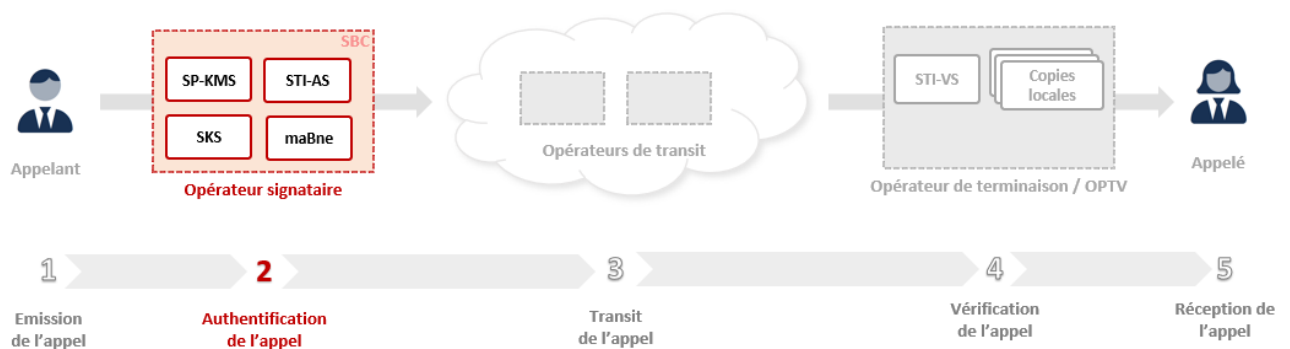 SBC
SP-KMS
STI-AS
SKS
maBne
STI-VS
Copies
locales
Appelant
Opérateur signataire
Opérateurs de transit
Opérateur de terminaison / OPTV
Appelé
1
2
3
4
5
Emission
de l'appel
Authentification
de l'appel
Transit
de l'appel
Vérification
de l'appel
Réception de
l'appel